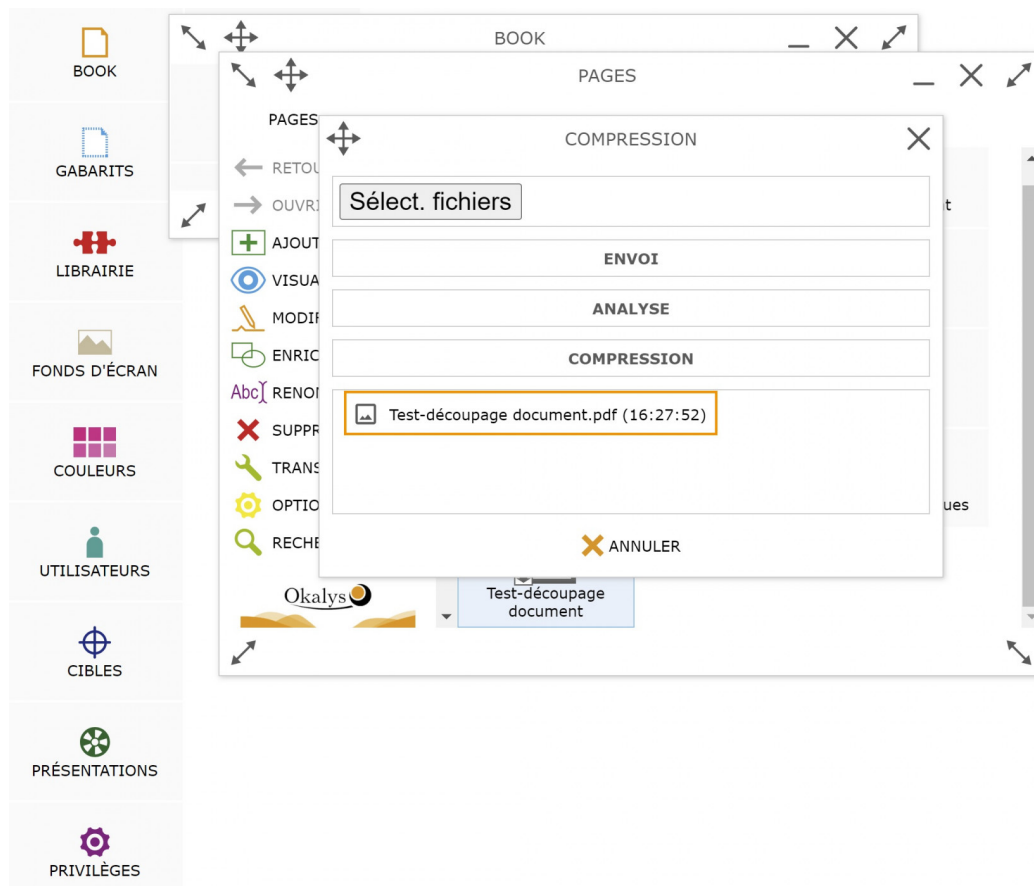 BOOK
GABARITS
LIBRAIRIE
FONDS D'ÉCRAN
COULEURS
UTILISATEURS
CIBLES
PRÉSENTATIONS
PRIVILÈGES
BOOK
PAGES
PAGES
RETOU
OUVRI
AJOUT
VISUA
MODIF
ENRIC
Abc RENOM
SUPPR
TRANS
OPTIO
RECHE
Okalys
COMPRESSION
Sélect. fichiers
ENVOI
ANALYSE
COMPRESSION
Test-découpage document.pdf (16:27:52)
ANNULER
t
ues
Test-découpage
document